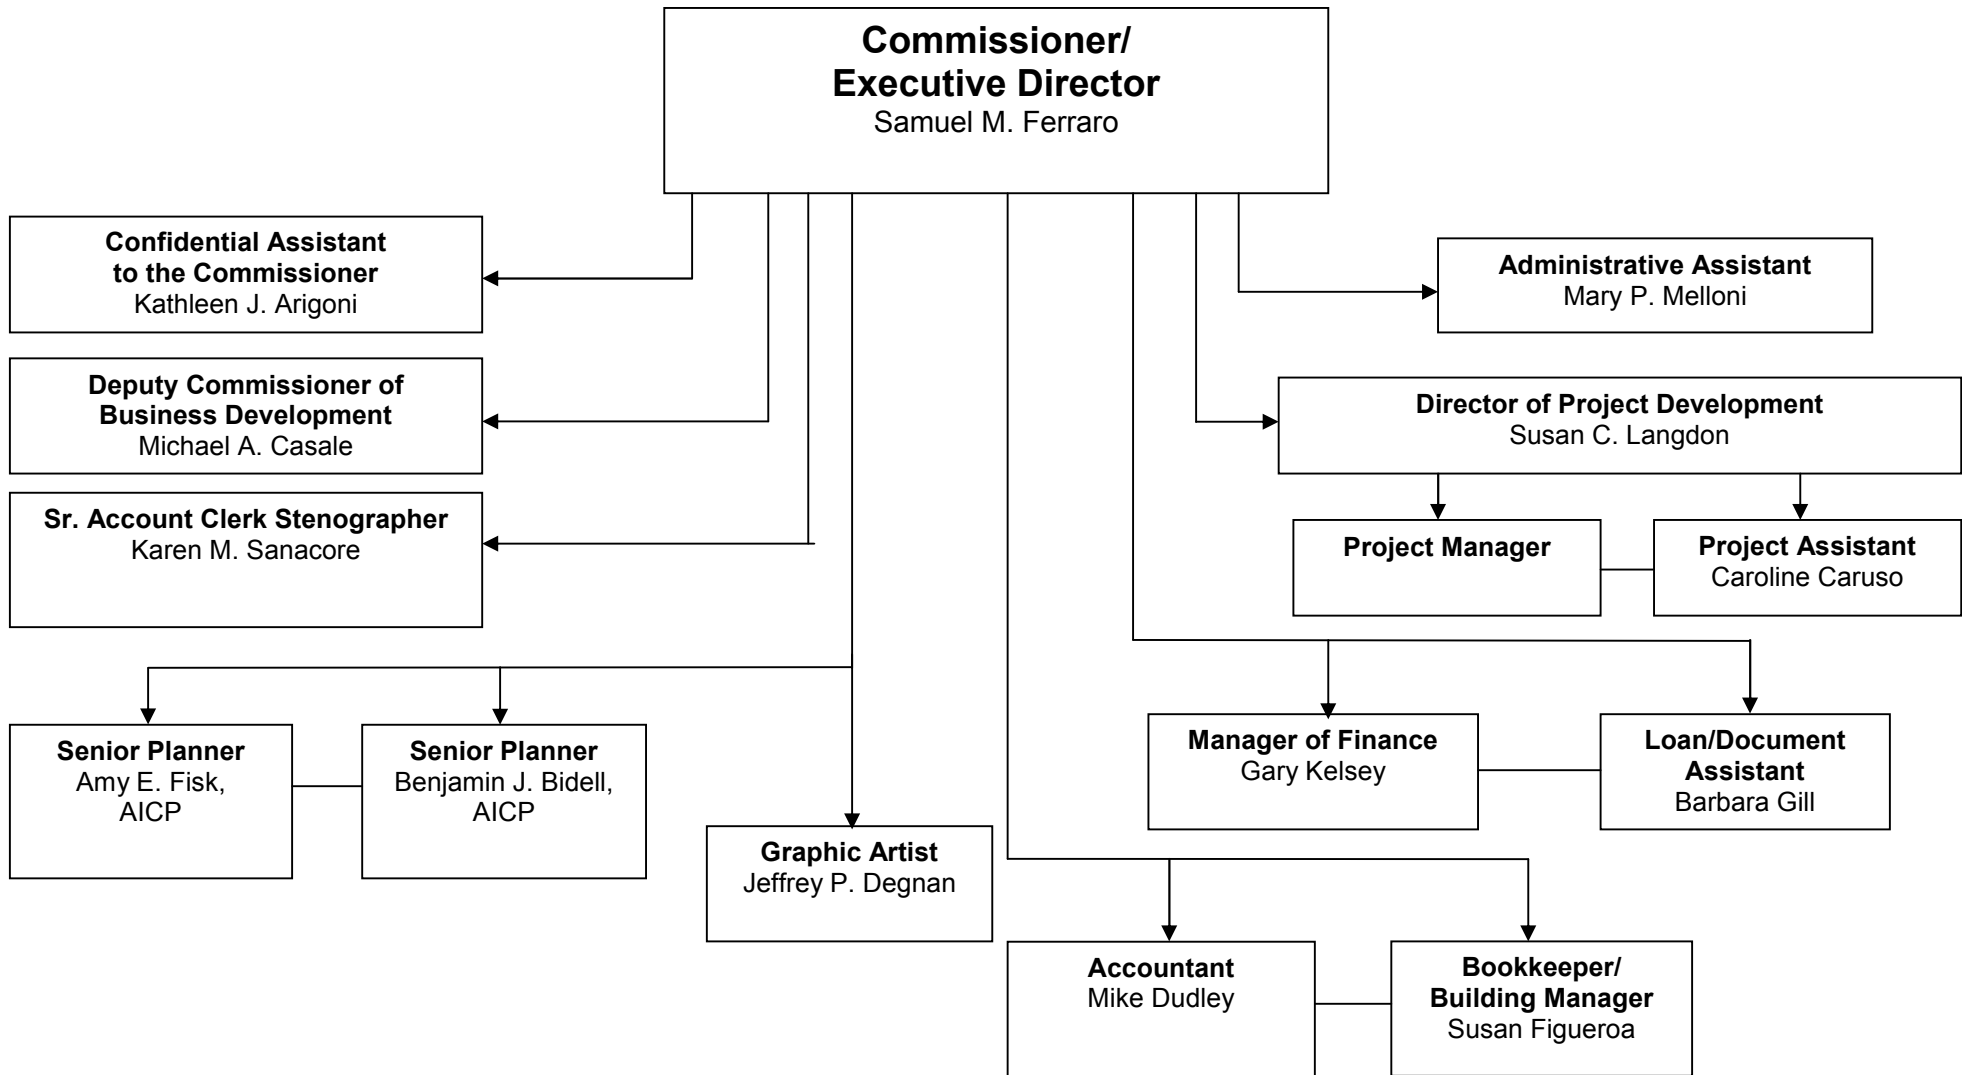 Commissioner/
Executive Director
Samuel M. Ferraro
Confidential Assistant
to the Commissioner
Kathleen J. Arigoni
Administrative Assistant
Mary P. Melloni
Deputy Commissioner of
Business Development
Michael A. Casale
Director of Project Development
Susan C. Langdon
Sr. Account Clerk Stenographer
Karen M. Sanacore
Project Manager
Project Assistant
Caroline Caruso
Senior Planner
Amy E. Fisk,
AICP
Senior Planner
Benjamin J. Bidell,
AICP
Manager of Finance
Gary Kelsey
Loan/Document
Assistant
Barbara Gill
Graphic Artist
Jeffrey P. Degnan
Accountant
Mike Dudley
Bookkeeper/
Building Manager
Susan Figueroa